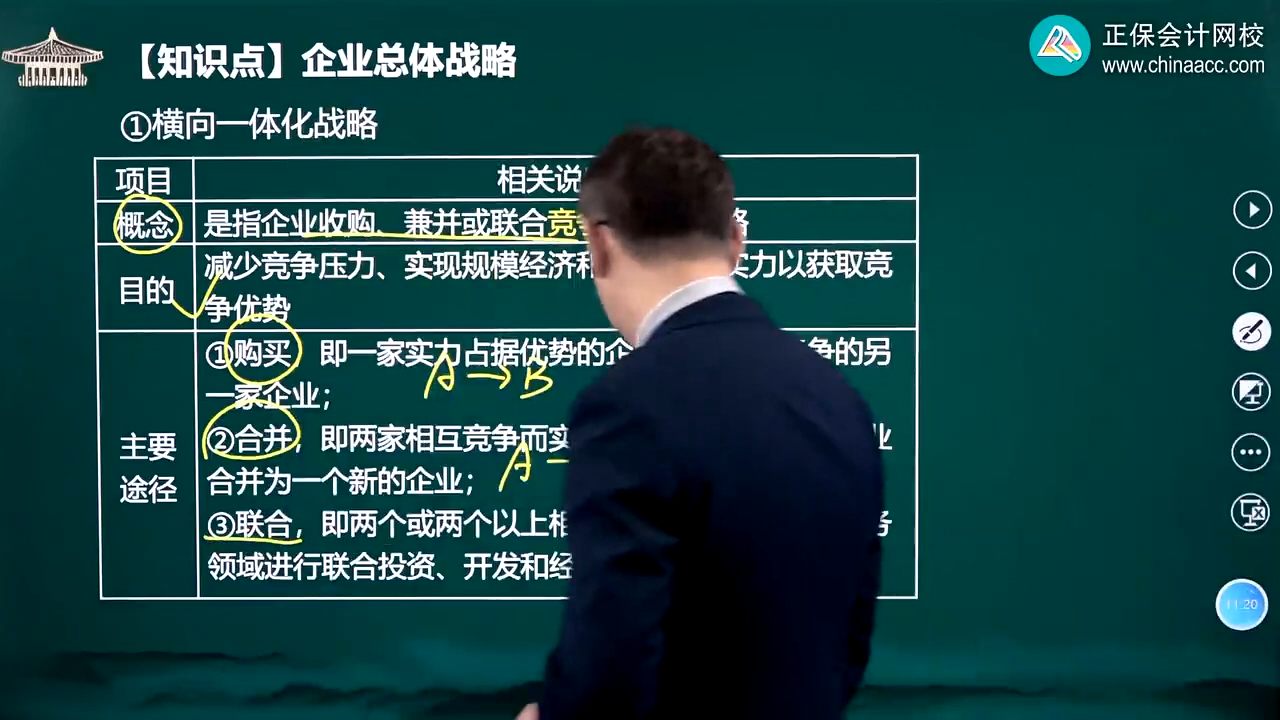 【知识点】企业总体战略
正保会计网校
www.chinaacc.com
①横向一体化战略
项目
相关说
概念
是指企业收购、兼并或联合竞
目的
减少竞争压力、实现规模经济和
实力以获取竞
争优势
主要
途径
①购买 即一家实力占据优势的企
争的另
一家企业；
A→B
②合并，即两家相互竞争而实
业
合并为一个新的企业；
A
③联合，即两个或两个以上相
务
领域进行联合投资、开发和经
11:20